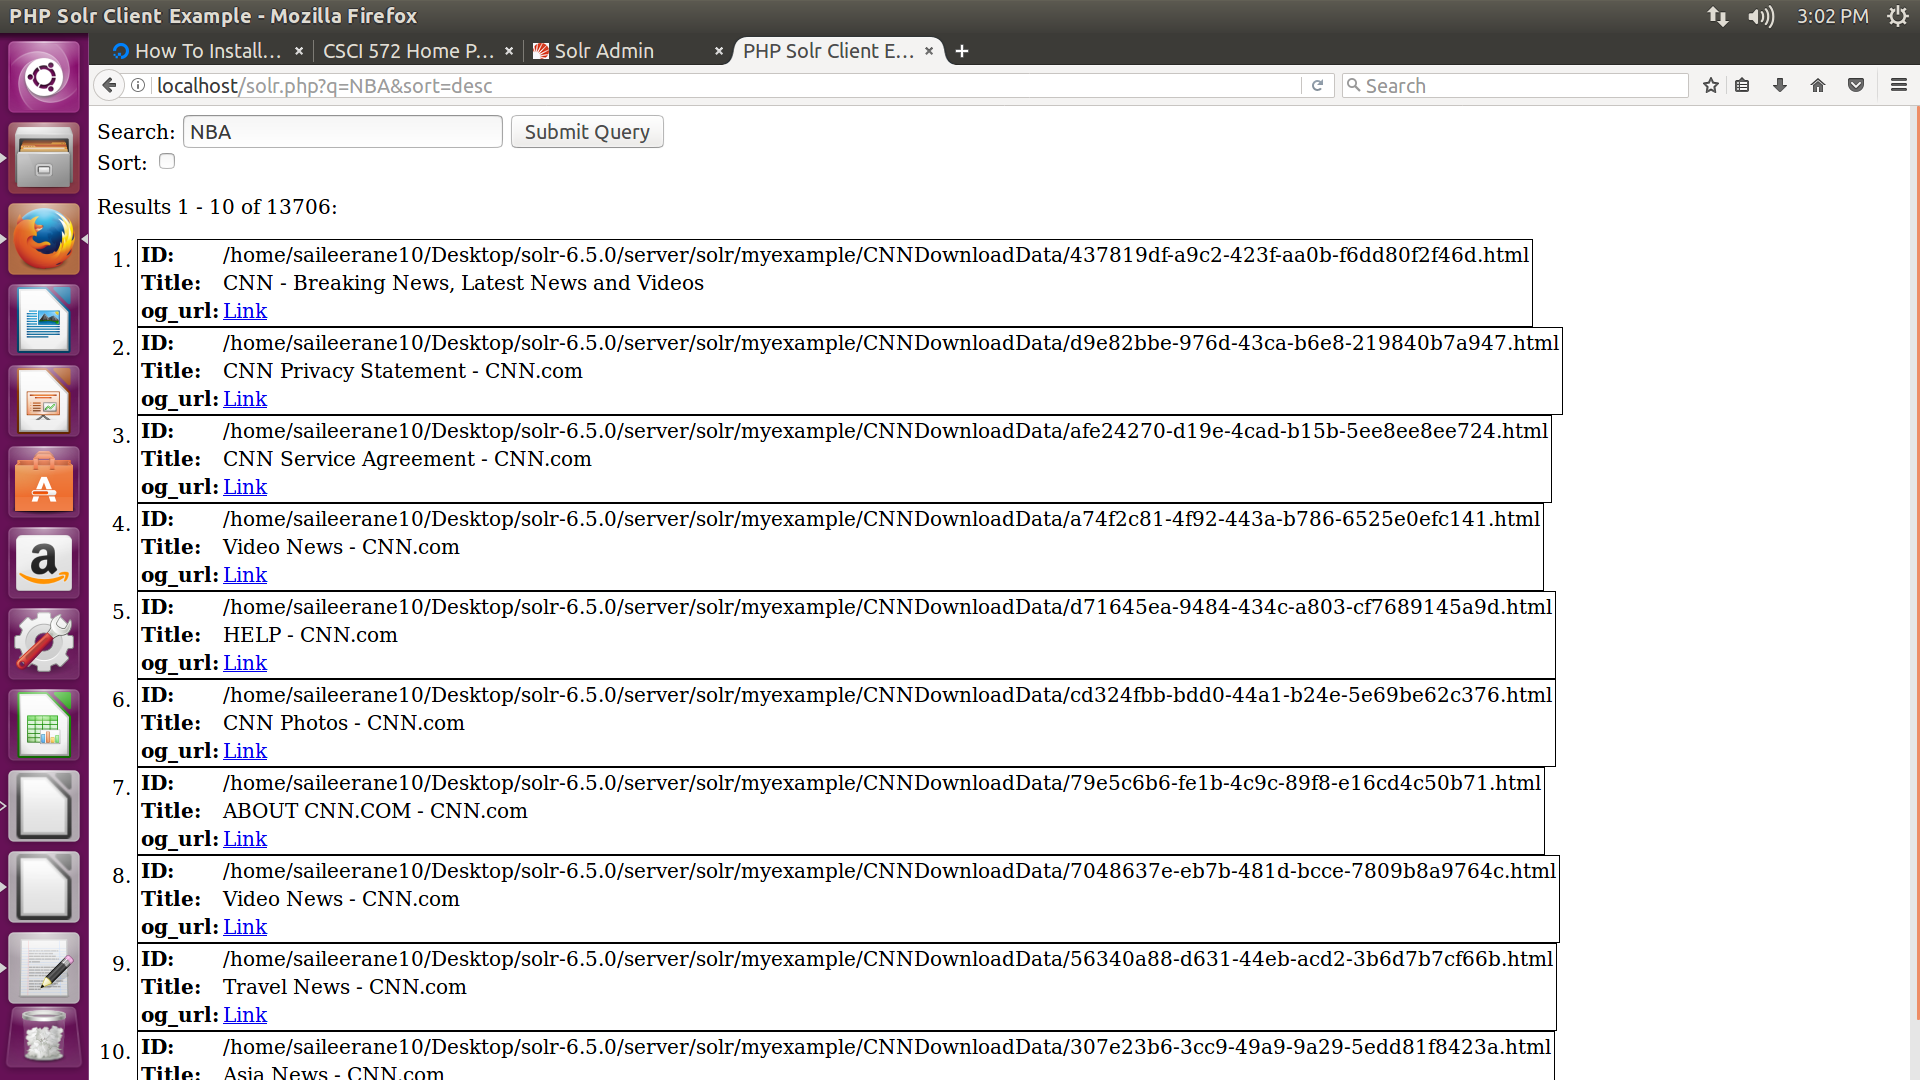 PHP Solr Client Example - Mozilla Firefox
3:02 PM
How To Install... × CSCI 572 Home P... × Solr Admin × PHP Solr Client E... × +
localhost/solr.php?q=NBA&sort=desc
Search
Search: NBA Submit Query
Sort:
Results 1 - 10 of 13706:
1. ID: /home/saileerane10/Desktop/solr-6.5.0/server/solr/myexample/CNNDownloadData/437819df-a9c2-423f-aa0b-f6dd80f2f46d.html
Title: CNN - Breaking News, Latest News and Videos
og_url: Link
2. ID: /home/saileerane10/Desktop/solr-6.5.0/server/solr/myexample/CNNDownloadData/d9e82bbe-976d-43ca-b6e8-219840b7a947.html
Title: CNN Privacy Statement - CNN.com
og_url: Link
3. ID: /home/saileerane10/Desktop/solr-6.5.0/server/solr/myexample/CNNDownloadData/afe24270-d19e-4cad-b15b-5ee8ee8ee724.html
Title: CNN Service Agreement - CNN.com
og_url: Link
4. ID: /home/saileerane10/Desktop/solr-6.5.0/server/solr/myexample/CNNDownloadData/a74f2c81-4f92-443a-b786-6525e0efc141.html
Title: Video News - CNN.com
og_url: Link
5. ID: /home/saileerane10/Desktop/solr-6.5.0/server/solr/myexample/CNNDownloadData/d71645ea-9484-434c-a803-cf7689145a9d.html
Title: HELP - CNN.com
og_url: Link
6. ID: /home/saileerane10/Desktop/solr-6.5.0/server/solr/myexample/CNNDownloadData/cd324fbb-bdd0-44a1-b24e-5e69be62c376.html
Title: CNN Photos - CNN.com
og_url: Link
7. ID: /home/saileerane10/Desktop/solr-6.5.0/server/solr/myexample/CNNDownloadData/79e5c6b6-fe1b-4c9c-89f8-e16cd4c50b71.html
Title: ABOUT CNN.COM - CNN.com
og_url: Link
8. ID: /home/saileerane10/Desktop/solr-6.5.0/server/solr/myexample/CNNDownloadData/7048637e-eb7b-481d-bcce-7809b8a9764c.html
Title: Video News - CNN.com
og_url: Link
9. ID: /home/saileerane10/Desktop/solr-6.5.0/server/solr/myexample/CNNDownloadData/56340a88-d631-44eb-acd2-3b6d7b7cf66b.html
Title: Travel News - CNN.com
og_url: Link
10. ID: /home/saileerane10/Desktop/solr-6.5.0/server/solr/myexample/CNNDownloadData/307e23b6-3cc9-49a9-9a29-5edd81f8423a.html
Title: Asia News - CNN.com